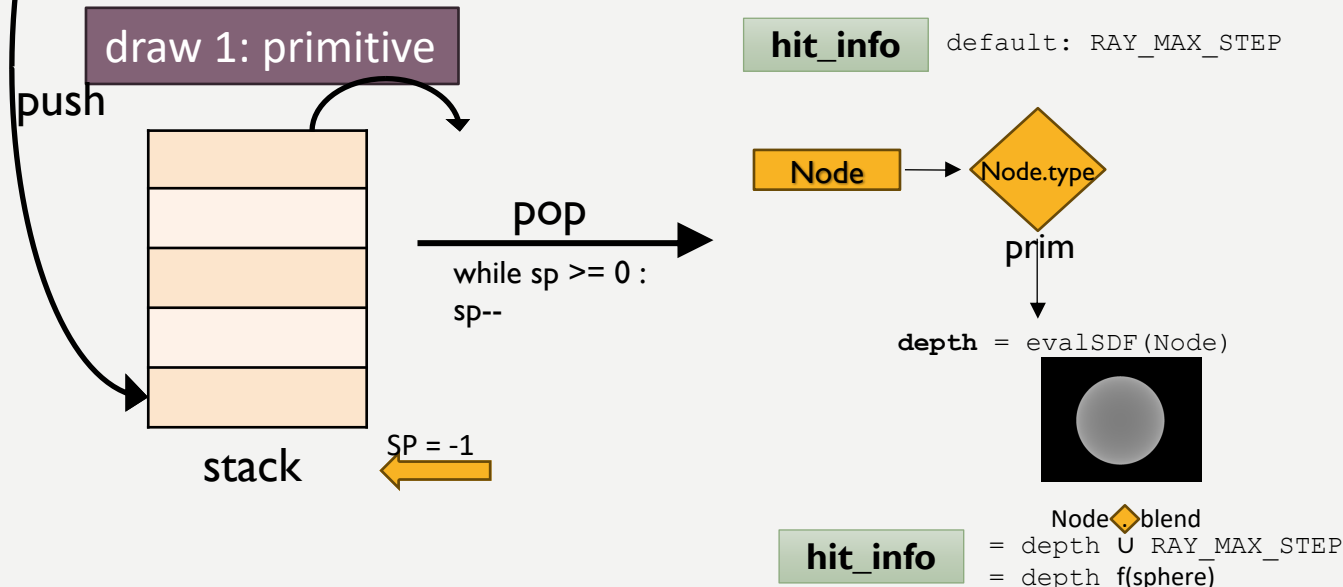 draw 1: primitive
push
stack
SP = -1
pop
while sp >= 0 :
sp--
hit_info
default: RAY_MAX_STEP
Node
Node.type
prim
depth = evalSDF(Node)
Node.blend
hit_info
= depth ∪ RAY_MAX_STEP
= depth f(sphere)